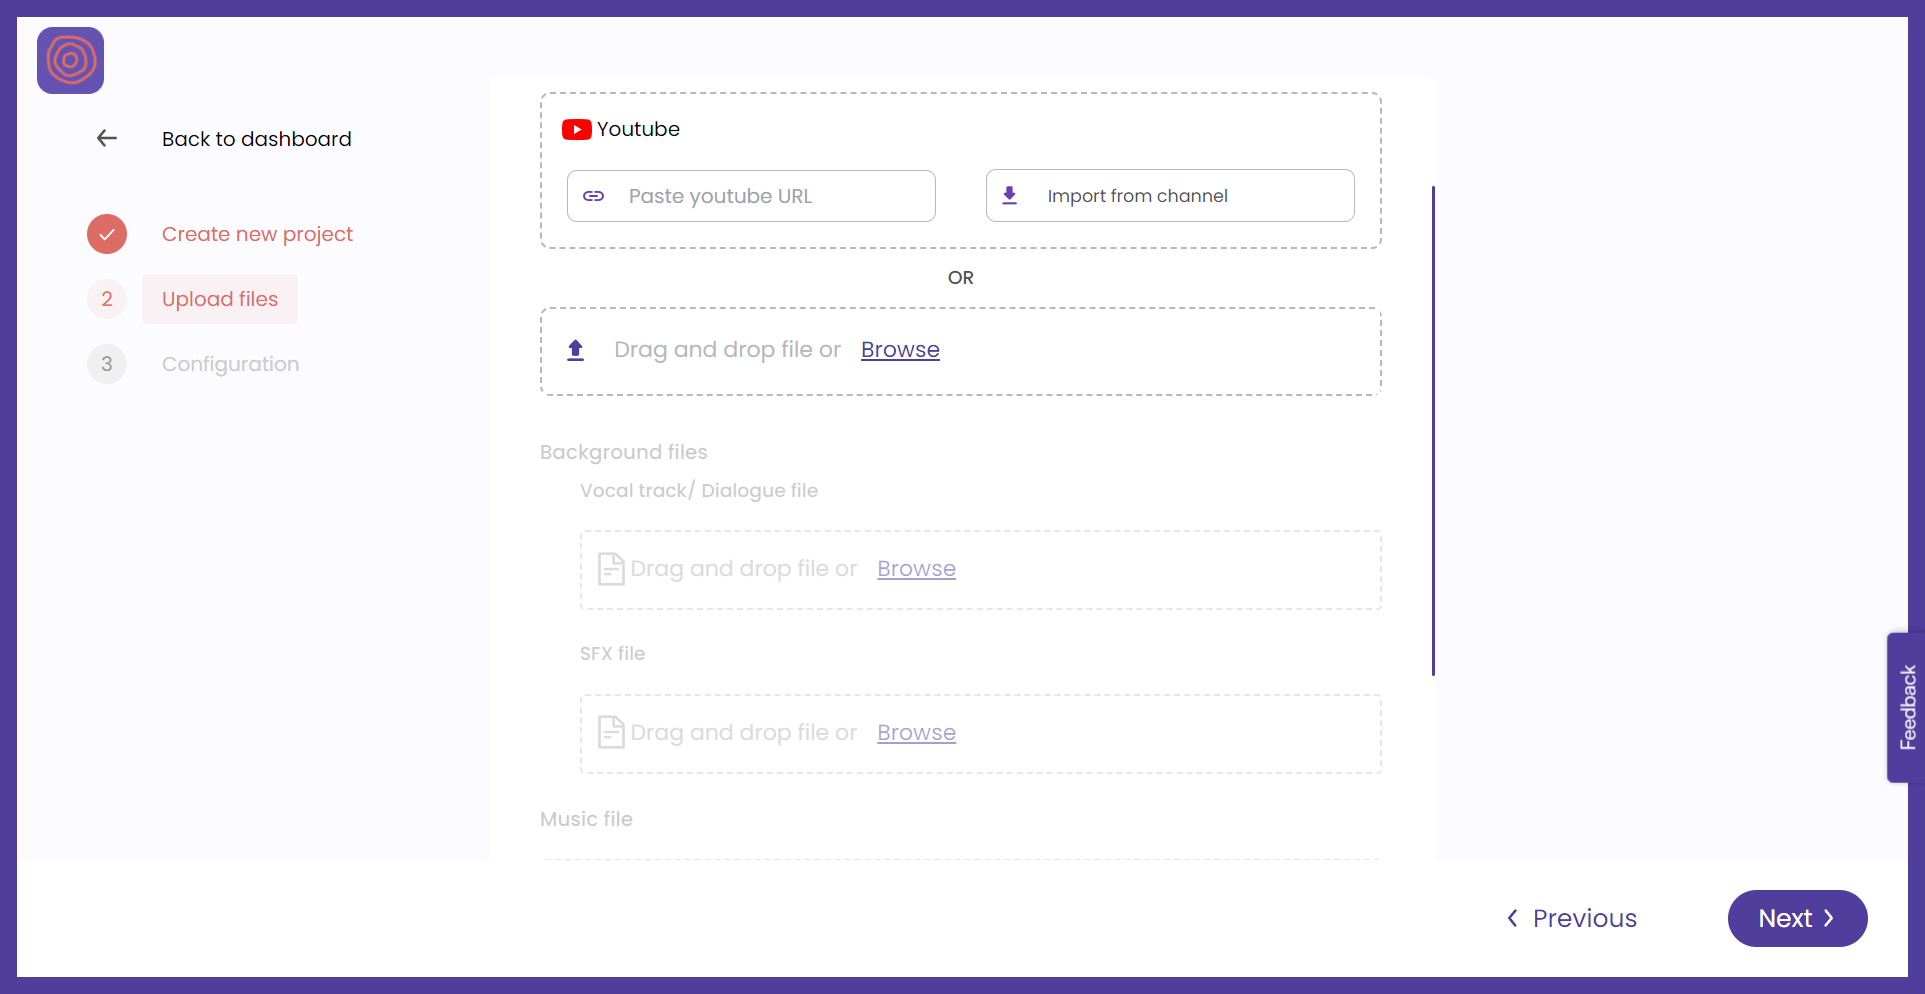 Back to dashboard
Create new project
2 Upload files
3 Configuration
Youtube
Paste youtube URL
Import from channel
OR
Drag and drop file or Browse
Background files
Vocal track/ Dialogue file
Drag and drop file or Browse
SFX file
Drag and drop file or Browse
Music file
Feedback
Previous
Next